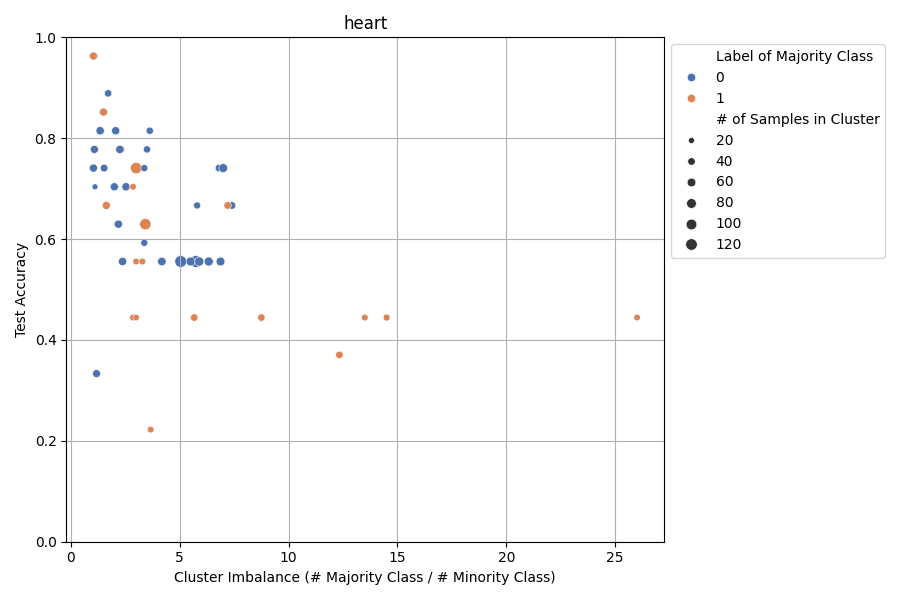 heart
1.0
0.8
0.6
0.4
0.2
0.0
Test Accuracy
0 5 10 15 20 25
Cluster Imbalance (# Majority Class / # Minority Class)
Label of Majority Class
0
1
# of Samples in Cluster
20
40
60
80
100
120